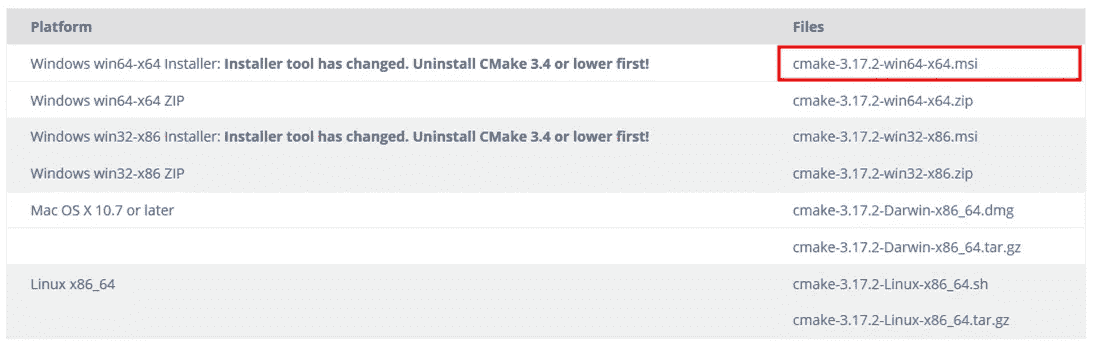 Platform Files
Windows win64-x64 Installer: Installer tool has changed. Uninstall CMake 3.4 or lower first! cmake-3.17.2-win64-x64.msi
Windows win64-x64 ZIP cmake-3.17.2-win64-x64.zip
Windows win32-x86 Installer: Installer tool has changed. Uninstall CMake 3.4 or lower first! cmake-3.17.2-win32-x86.msi
Windows win32-x86 ZIP cmake-3.17.2-win32-x86.zip
Mac OS X 10.7 or later cmake-3.17.2-Darwin-x86_64.dmg
cmake-3.17.2-Darwin-x86_64.tar.gz
Linux x86_64 cmake-3.17.2-Linux-x86_64.sh
cmake-3.17.2-Linux-x86_64.tar.gz